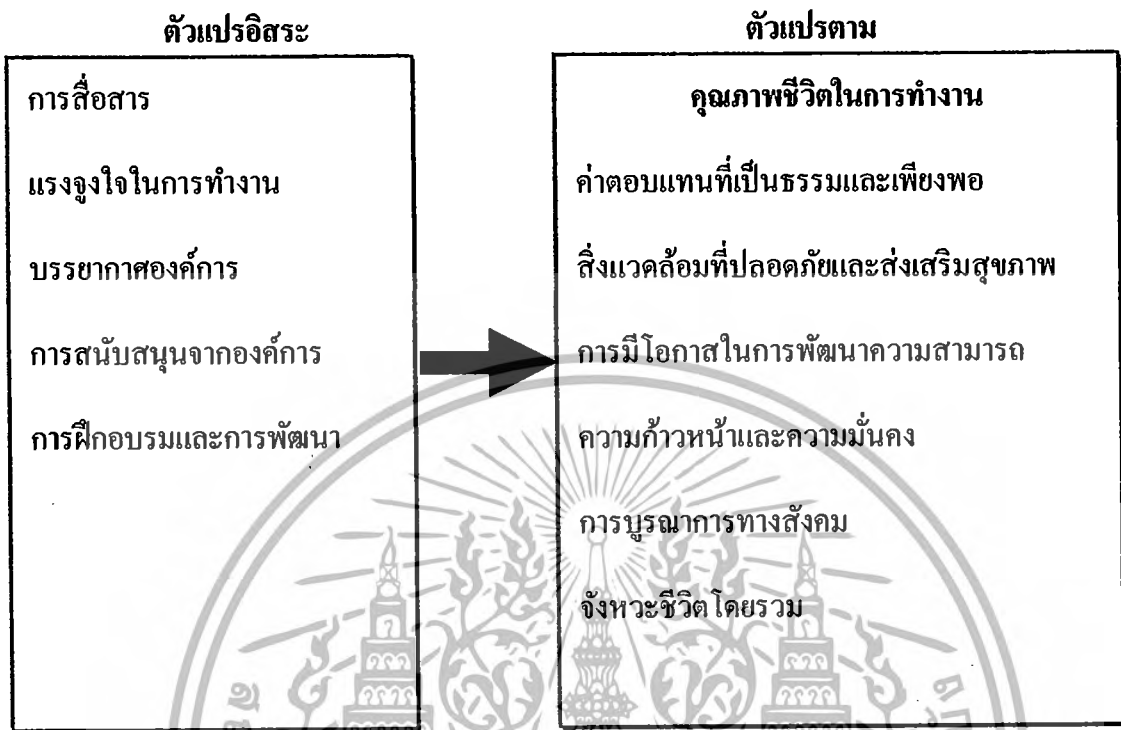 ตัวแปรอิสระ
การสื่อสาร
แรงจูงใจในการทำงาน
บรรยากาศองค์การ
การสนับสนุนจากองค์การ
การฝึกอบรมและการพัฒนา
ตัวแปรตาม
คุณภาพชีวิตในการทำงาน
ค่าตอบแทนที่เป็นธรรมและเพียงพอ
สิ่งแวดล้อมที่ปลอดภัยและส่งเสริมสุขภาพ
การมีโอกาสในการพัฒนาความสามารถ
ความก้าวหน้าและความมั่นคง
การบูรณาการทางสังคม
จังหวะชีวิตโดยรวม